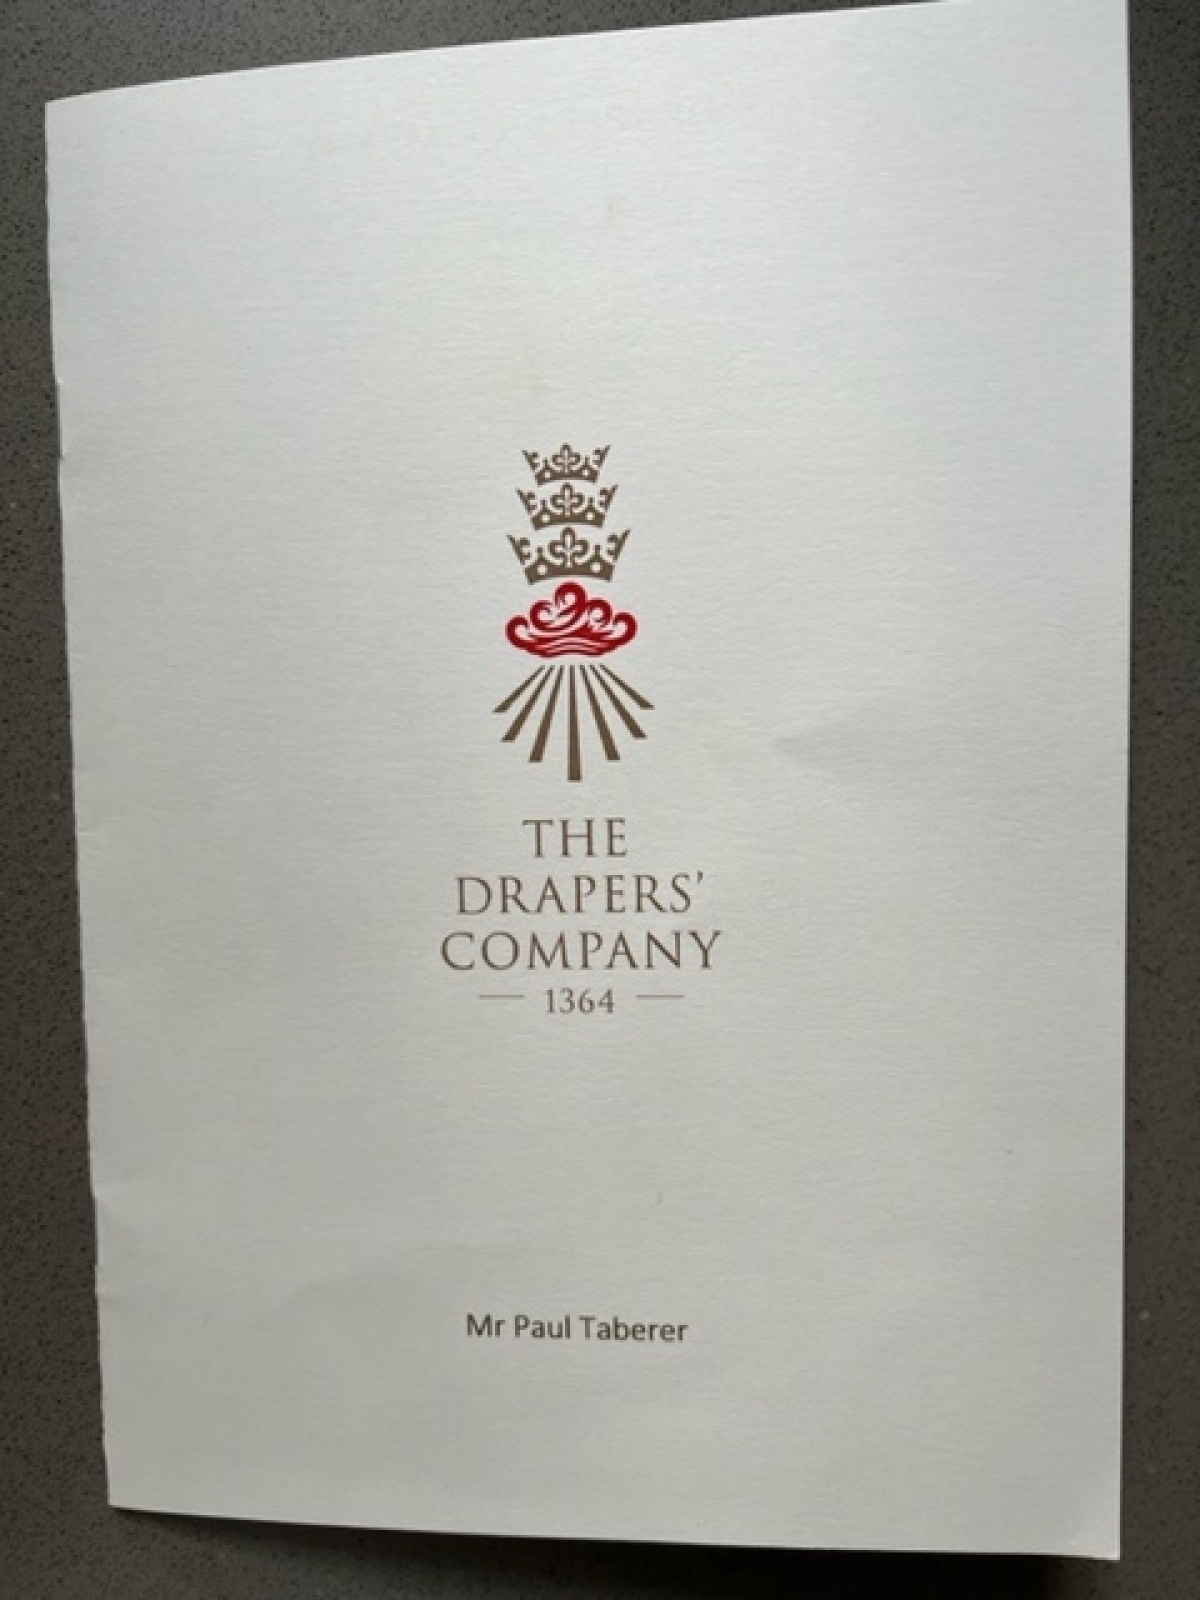 THE
DRAPERS’
COMPANY
1364
Mr Paul Taberer